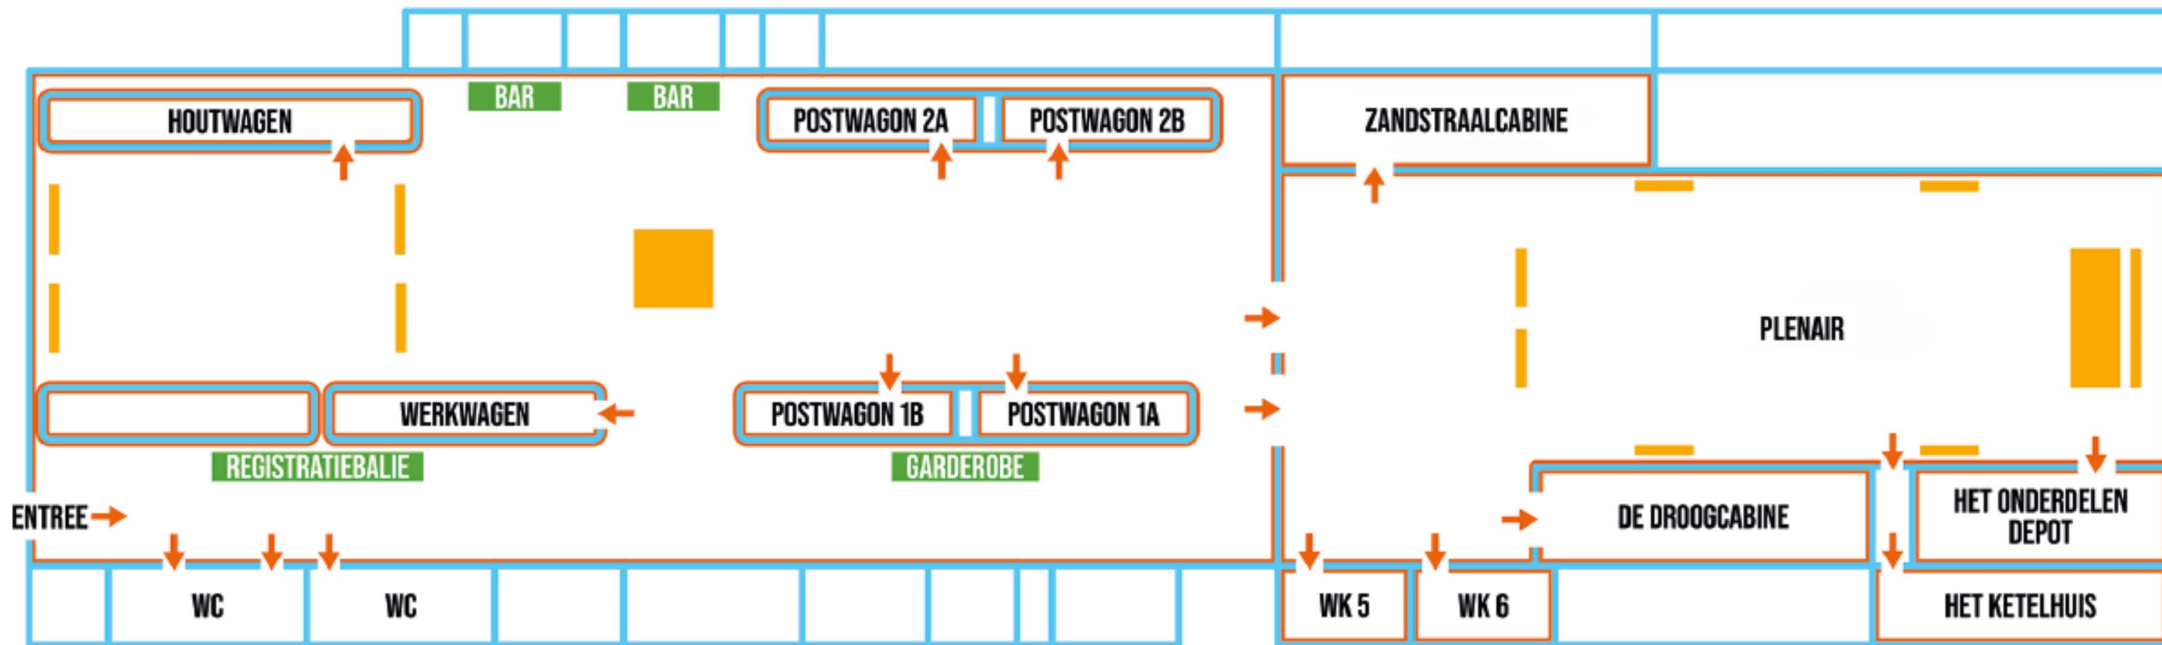 BAR
BAR
HOUTWAGEN
POSTWAGON 2A
POSTWAGON 2B
ZANDSTRAALCABINE
PLENAIR
WERKWAGEN
POSTWAGON 1B
POSTWAGON 1A
REGISTRATIEBALIE
GARDEROBE
ENTREE
DE DROOGCABINE
HET ONDERDELEN
DEPOT
WC
WC
WK 5
WK 6
HET KETELHUIS